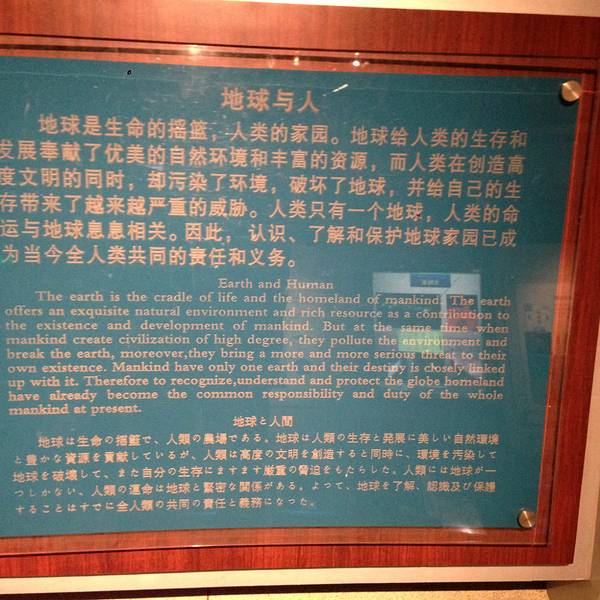 地球与人
地球是生命的摇篮，人类的家园。地球给人类的生存和
发展奉献了优美的自然环境和丰富的资源，而人类在创造高
度文明的同时，却污染了环境，破坏了地球，并给自己的生
存带来了越来越严重的威胁。人类只有一个地球，人类的命
运与地球息息相关。因此，认识、了解和保护地球家园已成
为当今全人类共同的责任和义务。
Earth and Human
The earth is the cradle of life and the homeland of mankind. The earth
offers an exquisite natural environment and rich resource as a contribution to
the existence and development of mankind. But at the same time when
mankind create civilization of high degree, they pollute the environment and
break the earth, moreover,they bring a more and more serious threat to their
own existence. Mankind have only one earth and their destiny is closely linked
up with it. Therefore to recognize,understand and protect the globe homeland
have already become the common responsibility and duty of the whole
mankind at present.
地球と人間
地球は生命の揺籃で、人類の農場である。地球は人類の生存と発展に美しい自然環境
と豊かな資源を貢献しているが、人類は高度の文明を創造すると同時に、環境を汚染して
地球を破壊して、また自分の生存にますます厳重の脅迫をもたらした。人類には地球が一
つしかない、人類の運命は地球と緊密な関係がある。よつて、地球を了解、認識及び保護
することはすでに全人類の共同の責任と義務になつた。